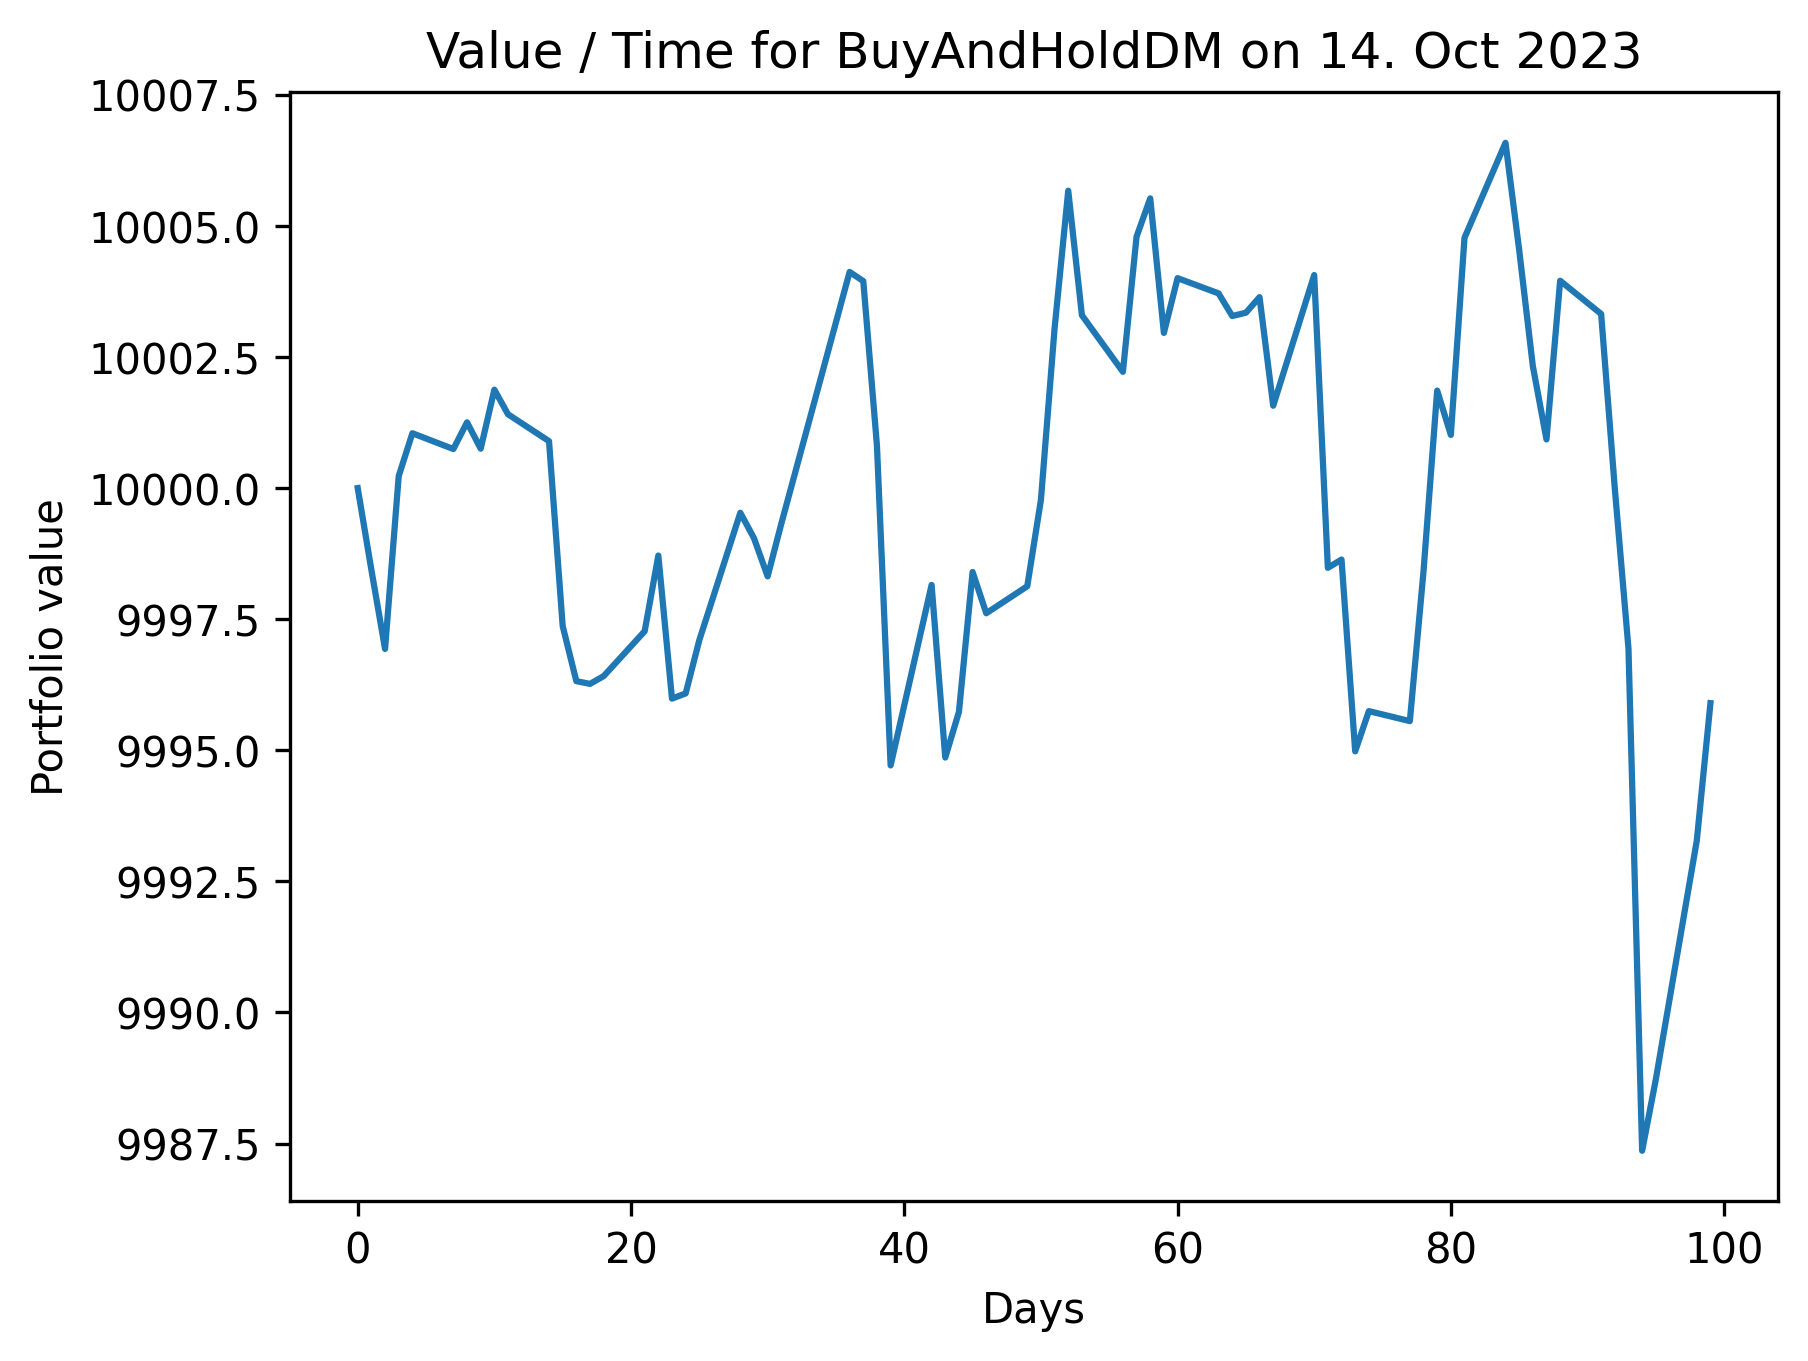 Value / Time for BuyAndHoldDM on 14. Oct 2023
10007.5
10005.0
10002.5
10000.0
9997.5
9995.0
9992.5
9990.0
9987.5
Portfolio value
0 20 40 60 80 100
Days